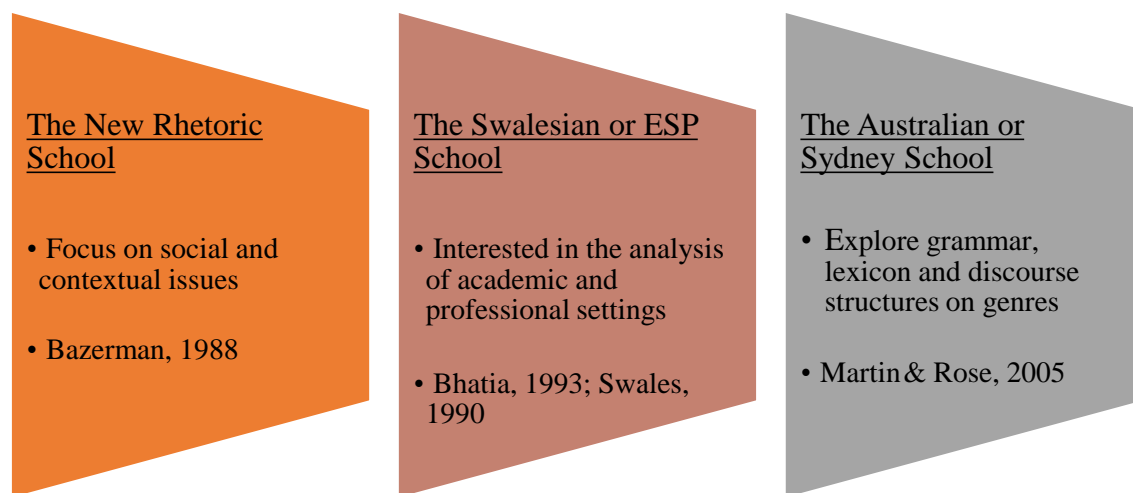 The New Rhetoric
School
• Focus on social and
contextual issues
• Bazerman, 1988
The Swalesian or ESP
School
• Interested in the analysis
of academic and
professional settings
• Bhatia, 1993; Swales,
1990
The Australian or
Sydney School
• Explore grammar,
lexicon and discourse
structures on genres
• Martin & Rose, 2005